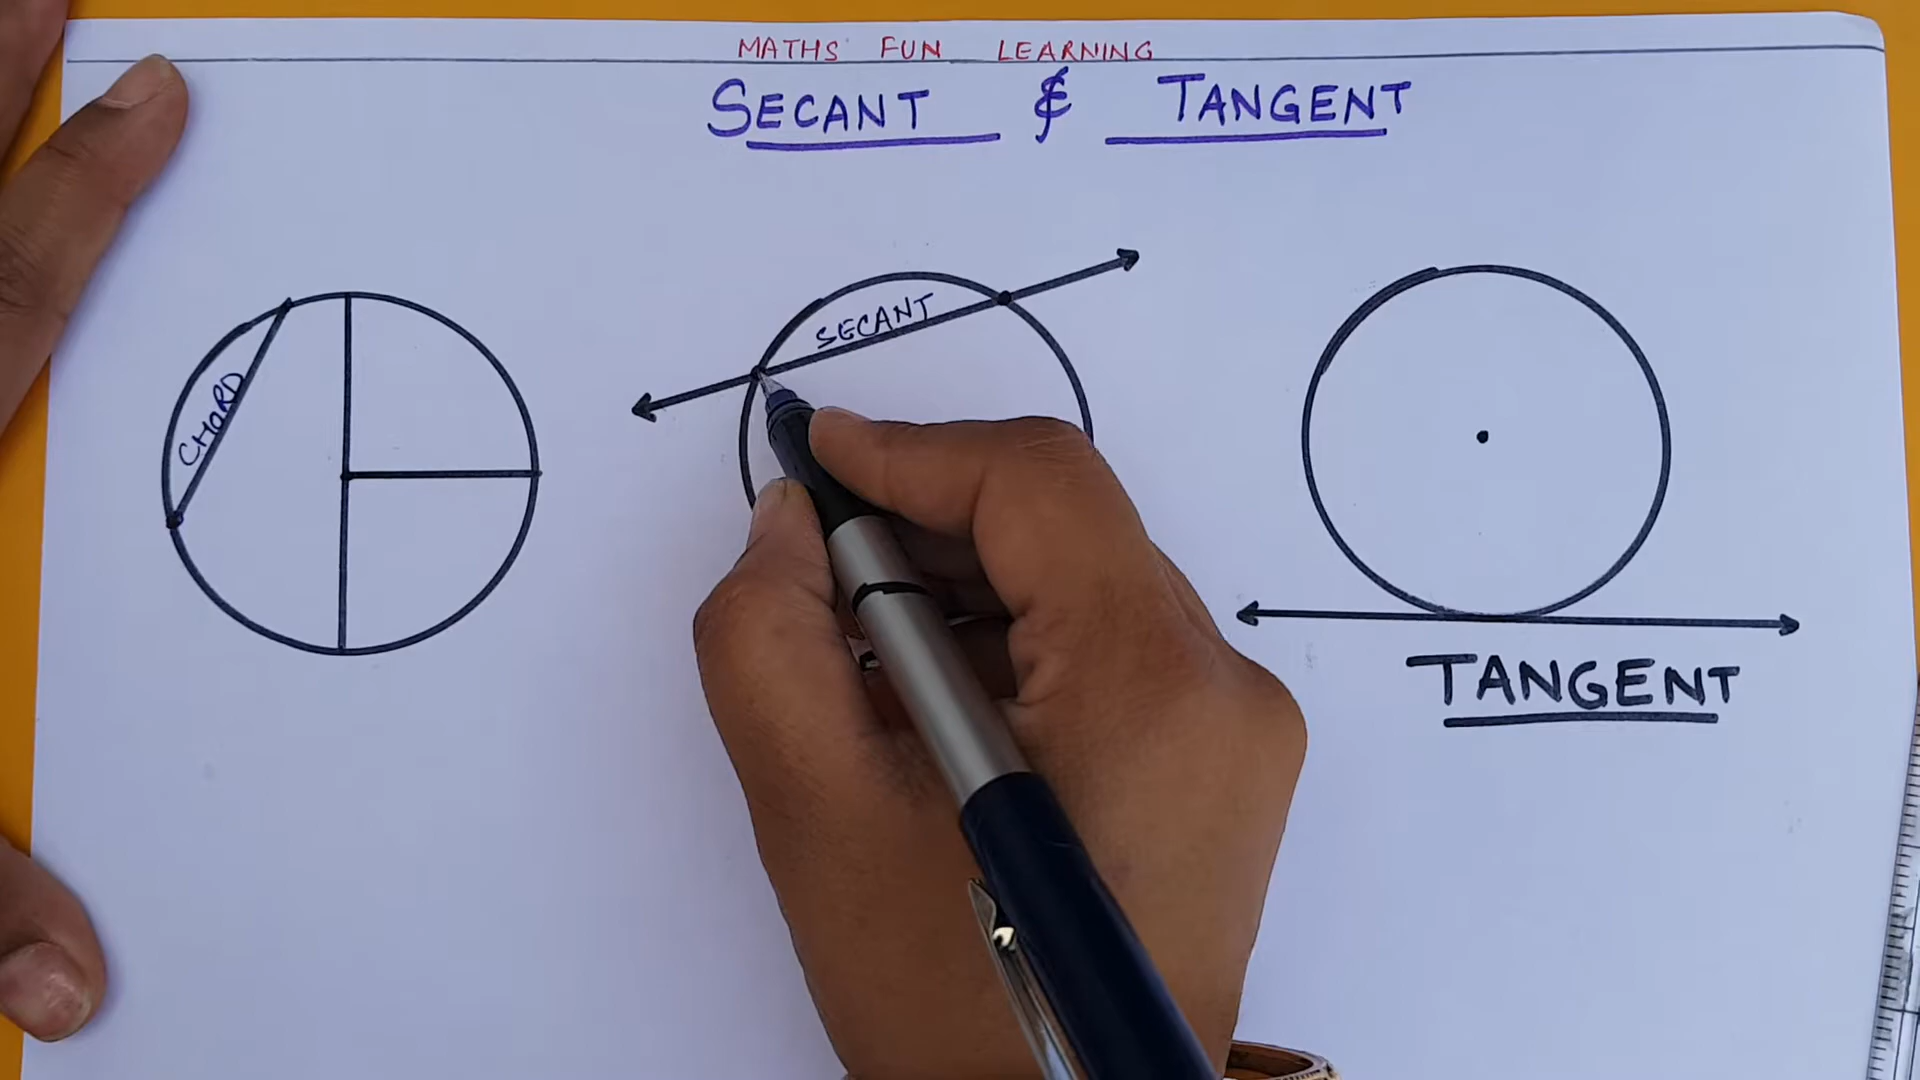 MATHS FUN LEARNING
SECANT & TANGENT
CHORD
SECANT
TANGENT